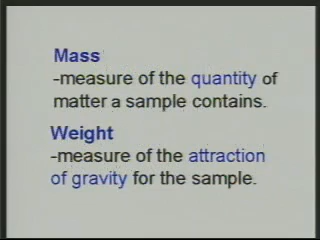 Mass
-measure of the quantity of
matter a sample contains.
Weight
-measure of the attraction
of gravity for the sample.